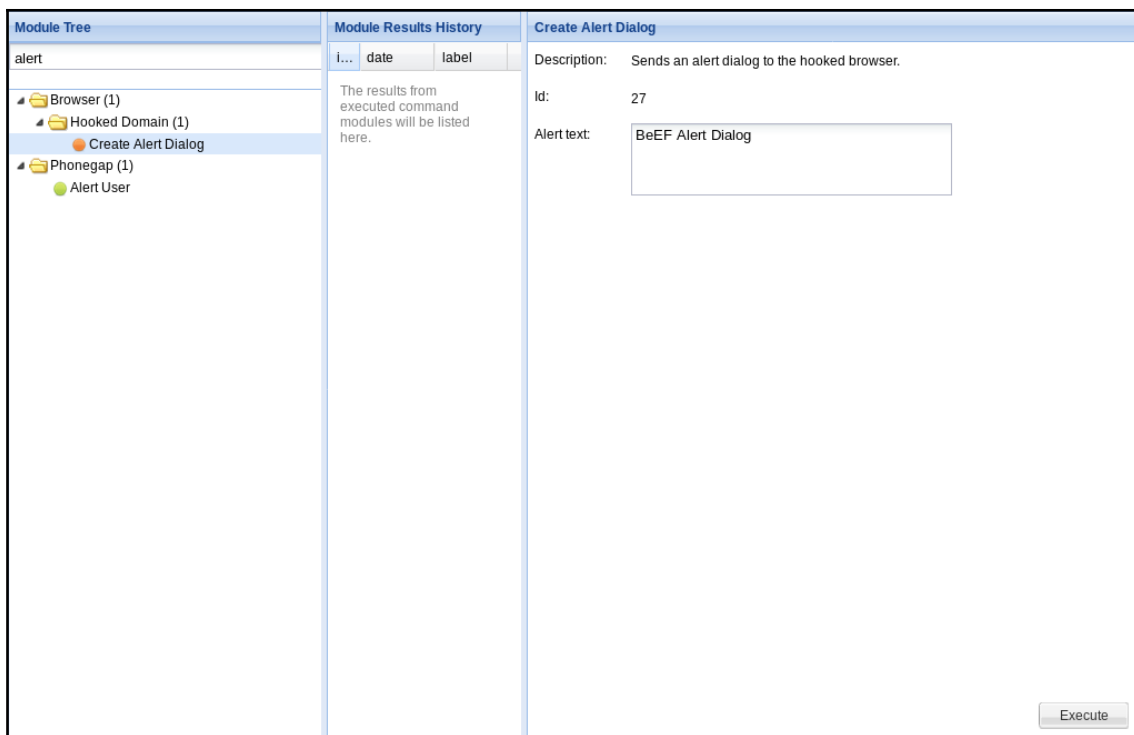 Module Tree
alert
Browser (1)
Hooked Domain (1)
Create Alert Dialog
Phonegap (1)
Alert User
Module Results History
i... date label
The results from
executed command
modules will be listed
here.
Create Alert Dialog
Description: Sends an alert dialog to the hooked browser.
Id: 27
Alert text: BeEF Alert Dialog
Execute